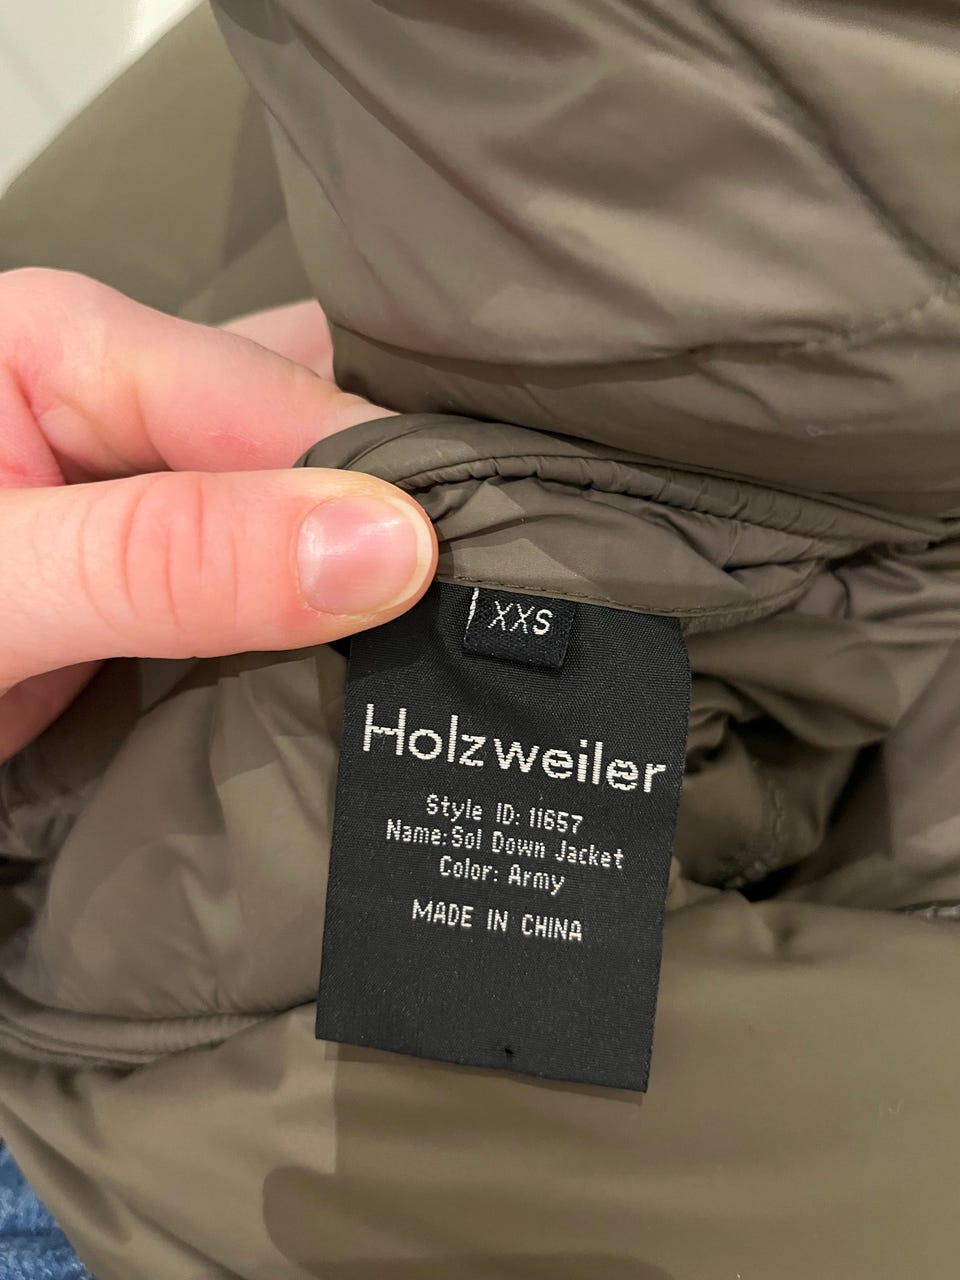 XXS
Holzweiler
Style ID: 11657
Name: Sol Down Jacket
Color: Army
MADE IN CHINA